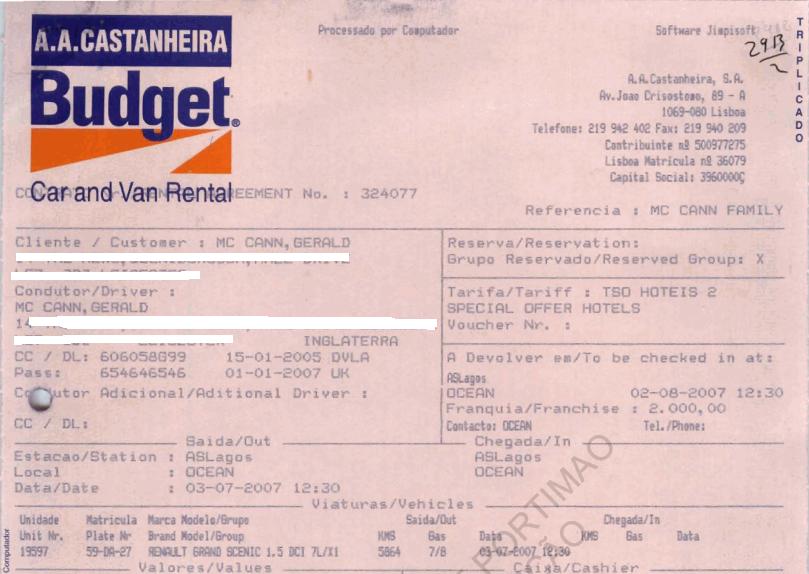 A.A.CASTANHEIRA
Budget®
Car and Van Rental
Processado por Computador
Software Jimpisoft
2913
2
TRIPLICADO
A.A.Castanheira, S.A.
Av.Joao Crisostomo, 89 - A
1069-080 Lisboa
Telefone: 219 942 402 Fax: 219 940 209
Contribuinte nº 500977275
Lisboa Matricula nº 36079
Capital Social: 3960000Ç
AGREEMENT No. : 324077
Referencia : MC CANN FAMILY
Cliente / Customer : MC CANN,GERALD
Condutor/Driver :
MC CANN,GERALD
14
INGLATERRA
CC / DL: 606058G99 15-01-2005 DVLA
Pass: 654646546 01-01-2007 UK
Condutor Adicional/Aditional Driver :
CC / DL:
Reserva/Reservation:
Grupo Reservado/Reserved Group: X
Tarifa/Tariff : TSO HOTEIS 2
SPECIAL OFFER HOTELS
Voucher Nr. :
A Devolver em/To be checked in at:
ASLagos
OCEAN 02-08-2007 12:30
Franquia/Franchise : 2.000,00
Contacto: OCEAN Tel./Phone:
Saida/Out Chegada/In
Estacao/Station : ASLagos ASLagos
Local : OCEAN OCEAN
Data/Date : 03-07-2007 12:30
Viaturas/Vehicles
Unidade Matricula Marca Modelo/Grupo Saida/Out Chegada/In
Unit Nr. Plate Nr Brand Model/Group KMS Gas Data KMS Gas Data
19597 59-DA-27 RENAULT GRAND SCENIC 1.5 DCI 7L/X1 5864 7/8 03-07-2007 12:30
Valores/Values Caixa/Cashier
Computador
PORTIMAO